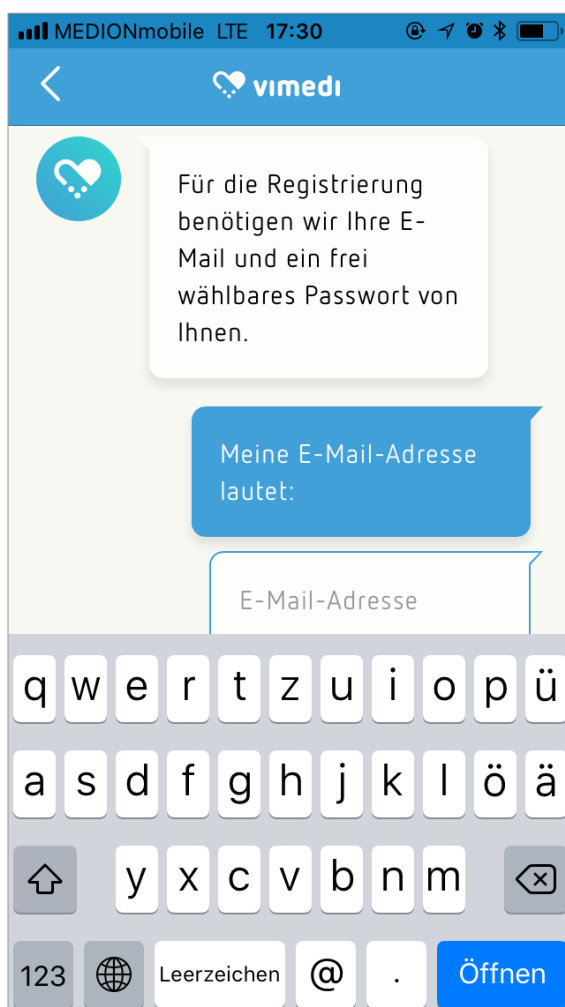 MEDIONmobile LTE 17:30
vımedı
Für die Registrierung
benötigen wir Ihre E-
Mail und ein frei
wählbares Passwort von
Ihnen.
Meine E-Mail-Adresse
lautet:
E-Mail-Adresse
q w e r t z u i o p ü
a s d f g h j k l ö ä
y x c v b n m
123 Leerzeichen @ . Öffnen